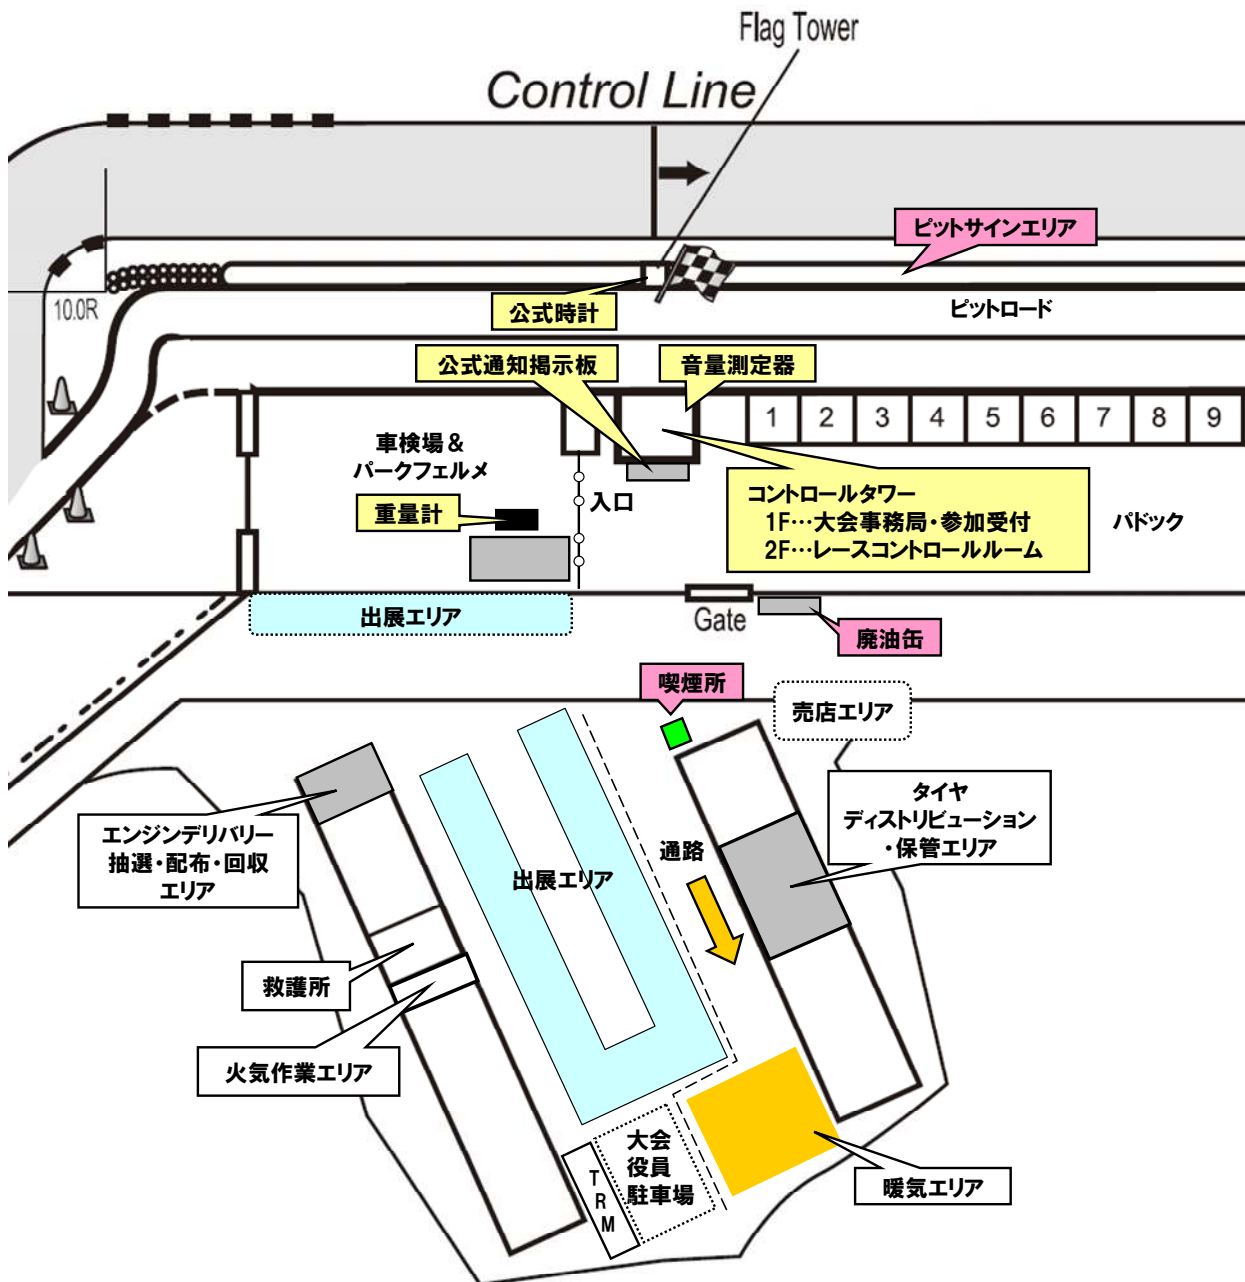 Flag Tower
Control Line
ピットサインエリア
10.0R
公式時計
ピットロード
公式通知掲示板
音量測定器
1 2 3 4 5 6 7 8 9
車検場＆
パークフェルメ
入口
重量計
コントロールタワー
1F…大会事務局・参加受付
2F…レースコントロールルーム
パドック
出展エリア
Gate
廃油缶
喫煙所
売店エリア
エンジンデリバリー
抽選・配布・回収
エリア
タイヤ
ディストリビューション
・保管エリア
通路
出展エリア
救護所
火気作業エリア
大会
役員
駐車場
TRM
暖気エリア